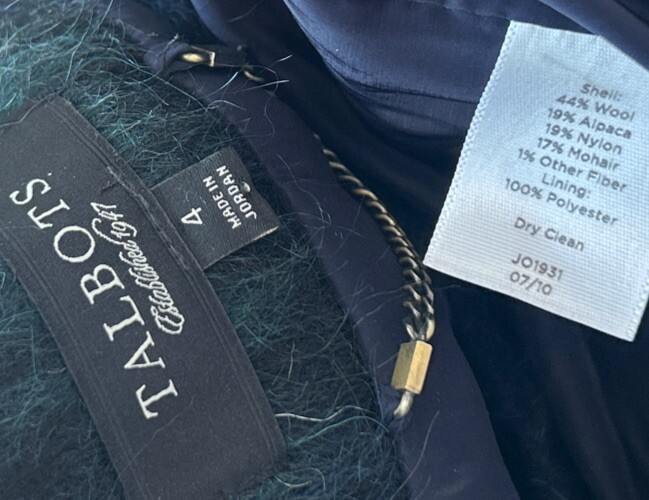 TALBOTS.
Established 1947
4
MADE IN
JORDAN
Shell:
44% Wool
19% Alpaca
19% Nylon
17% Mohair
1% Other Fiber
Lining:
100% Polyester
Dry Clean
JO1931
07/10